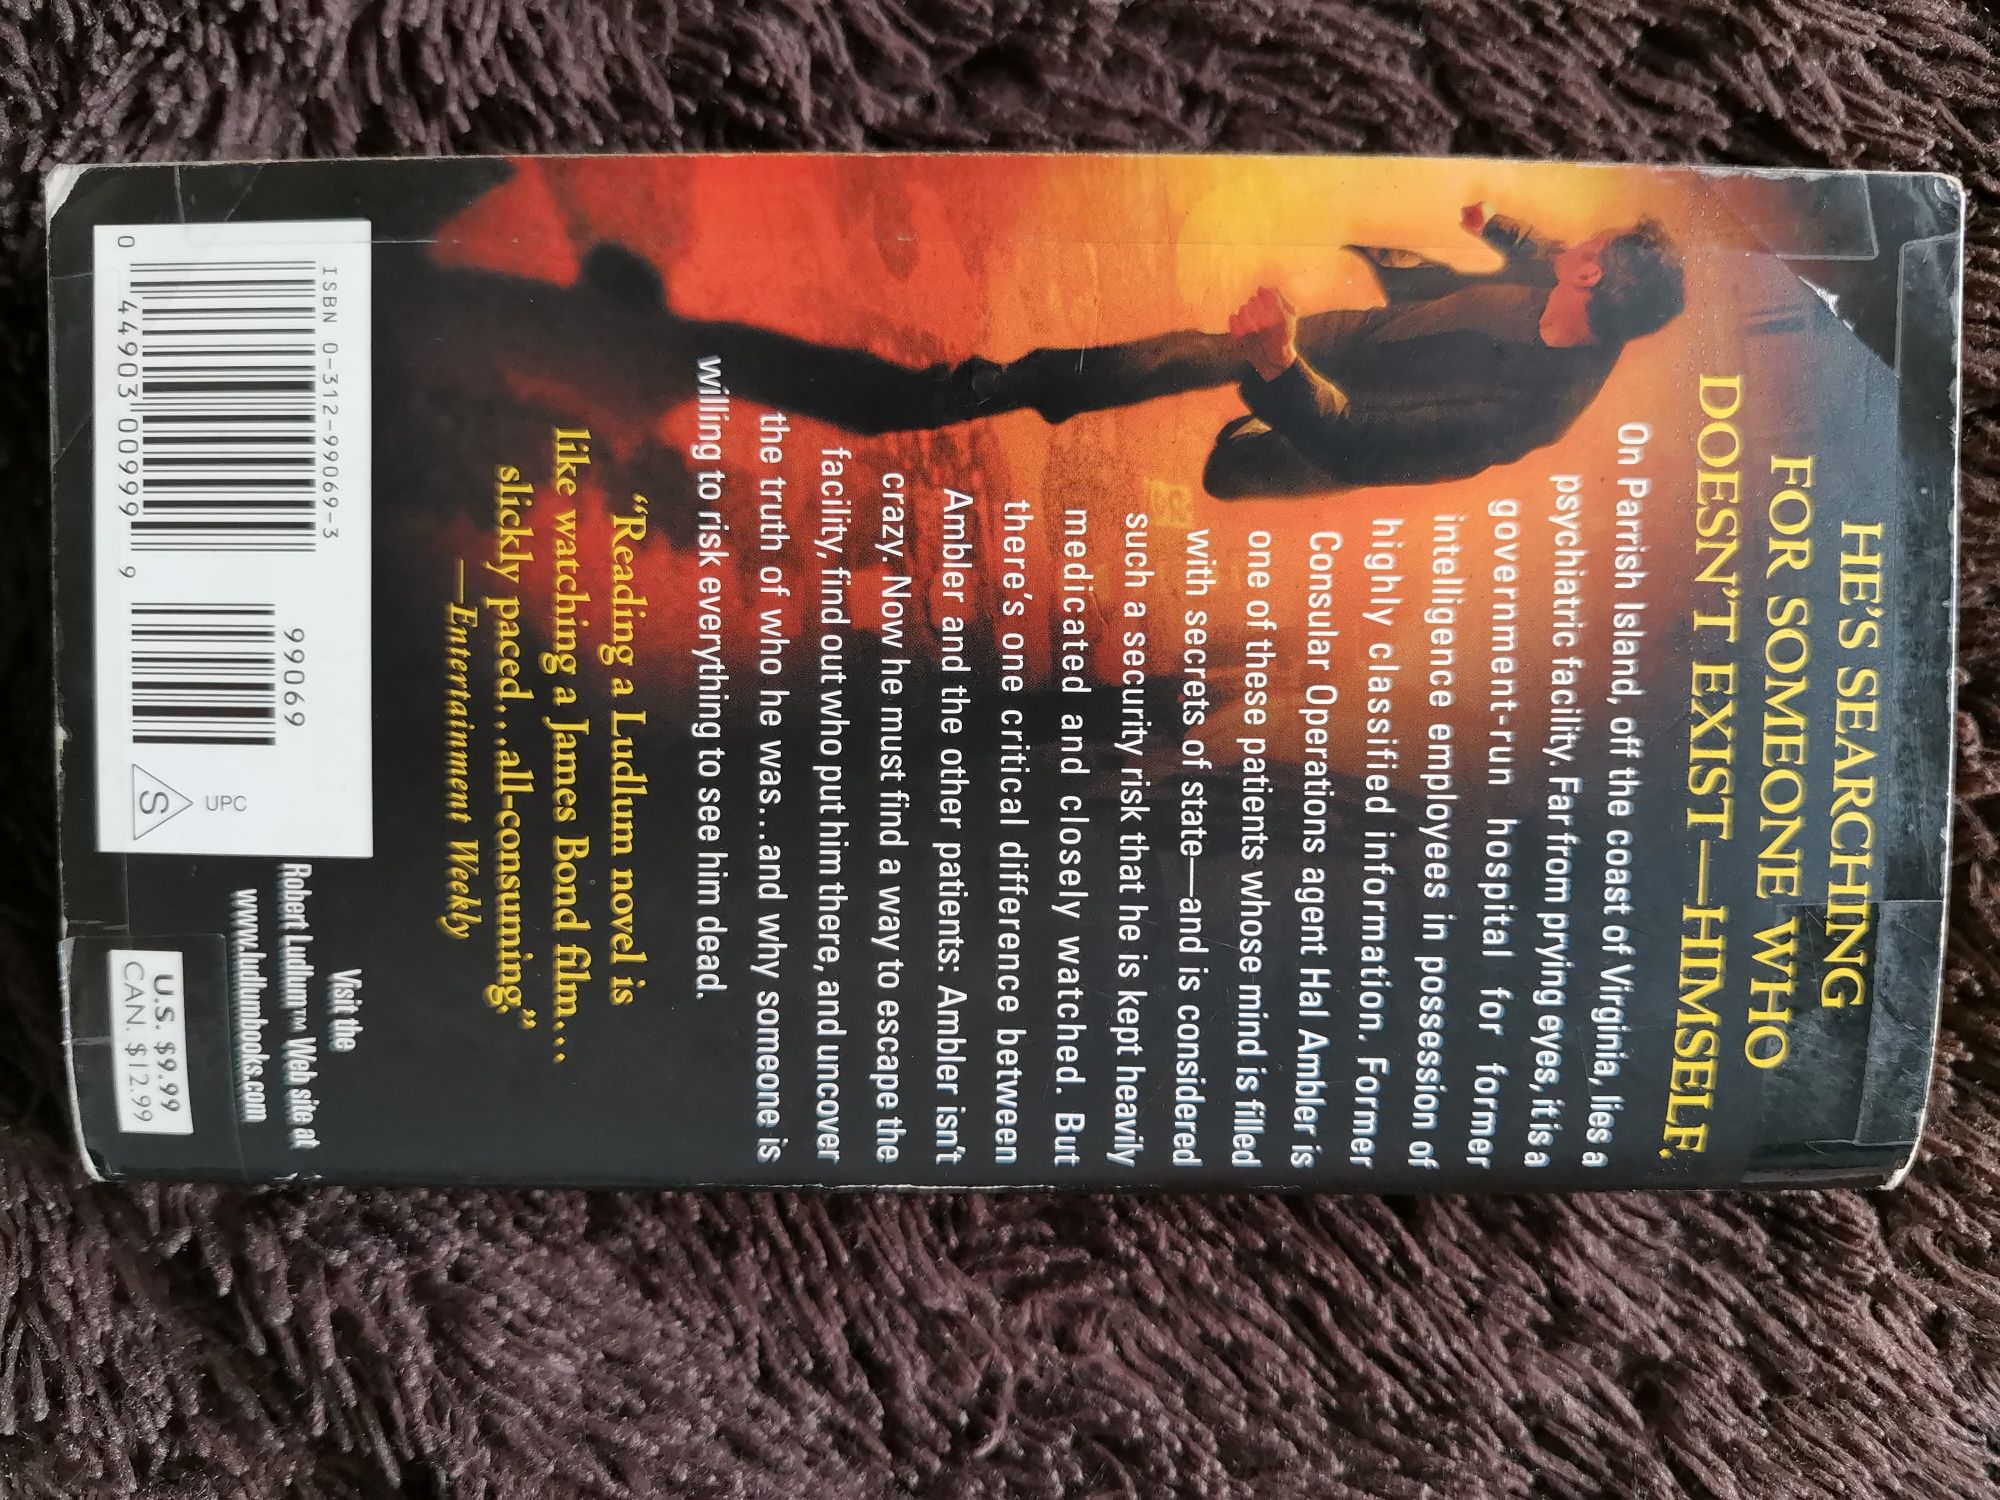 HE'S SEARCHING
FOR SOMEONE WHO
DOESN'T EXIST—HIMSELF.
On Parrish Island, off the coast of Virginia, lies a
psychiatric facility. Far from prying eyes, it is a
government-run hospital for former
intelligence employees in possession of
highly classified information. Former
Consular Operations agent Hal Ambler is
one of these patients whose mind is filled
with secrets of state—and is considered
such a security risk that he is kept heavily
medicated and closely watched. But
there's one critical difference between
Ambler and the other patients: Ambler isn't
crazy. Now he must find a way to escape the
facility, find out who put him there, and uncover
the truth of who he was...and why someone is
willing to risk everything to see him dead.
“Reading a Ludlum novel is
like watching a James Bond film...
slickly paced...all-consuming.”
—Entertainment Weekly
Visit the
Robert Ludlum™ Web site at
www.ludlumbooks.com
ISBN 0-312-99069-3
99069
0 44903 00999 9
UPC
S
U.S. $9.99
CAN. $12.99